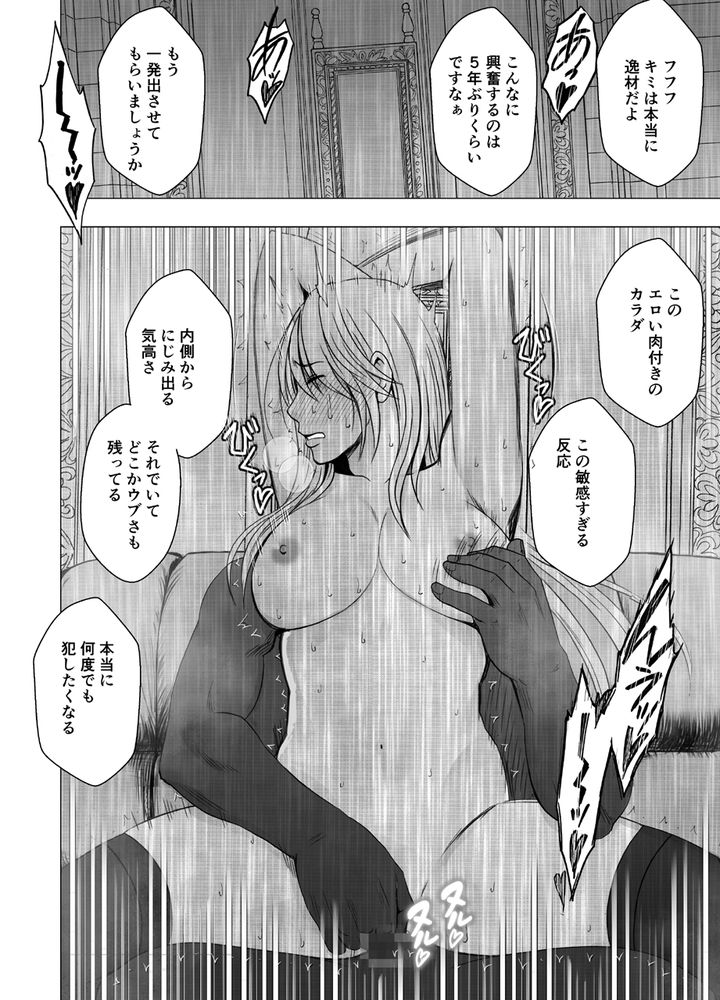 フフフ
キミは本当に
逸材だよ
こんなに
興奮するのは
５年ぶりくらい
ですなぁ
もう
一発出させて
もらいましょうか
あぁっ♡
はぁっ♡
この
エロい肉付きの
カラダ
この敏感すぎる
反応
内側から
にじみ出る
気高さ
それでいて
どこかウブさも
残ってる
本当に
何度でも
犯したくなる
びくっ♡
びくっ♡
ヌル♡
ヌル♡